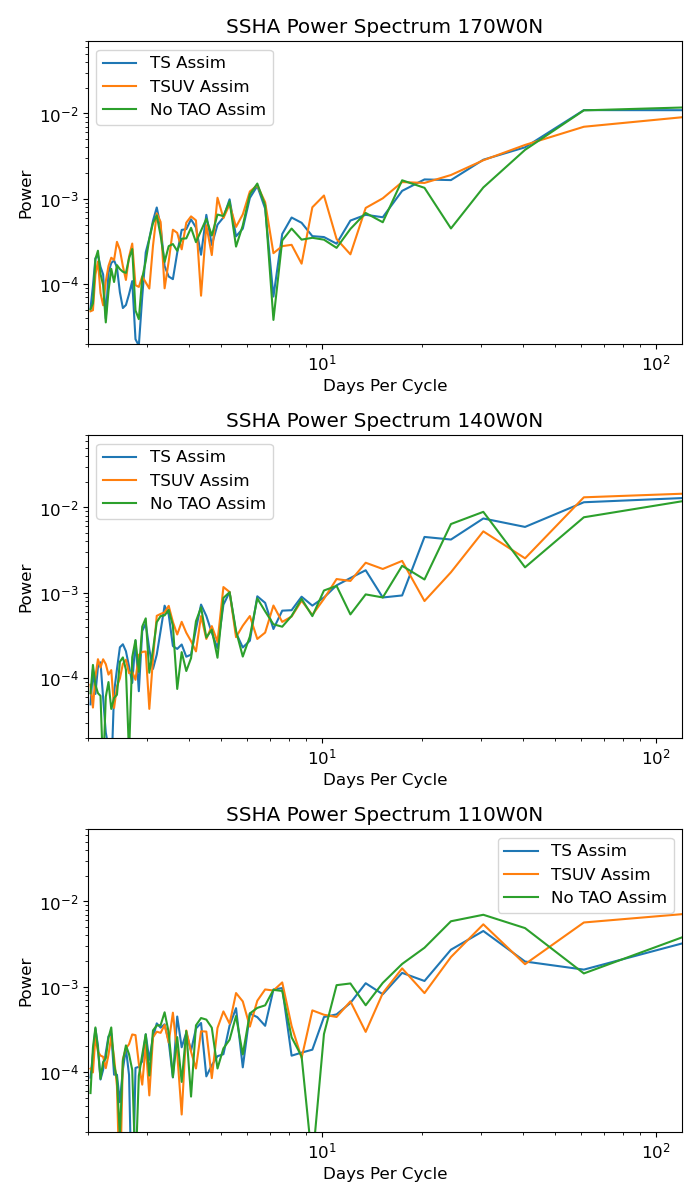 SSHA Power Spectrum 170W0N
TS Assim
TSUV Assim
No TAO Assim
10⁻²
10⁻³
10⁻⁴
Power
10¹
10²
Days Per Cycle
SSHA Power Spectrum 140W0N
TS Assim
TSUV Assim
No TAO Assim
10⁻²
10⁻³
10⁻⁴
Power
10¹
10²
Days Per Cycle
SSHA Power Spectrum 110W0N
TS Assim
TSUV Assim
No TAO Assim
10⁻²
10⁻³
10⁻⁴
Power
10¹
10²
Days Per Cycle